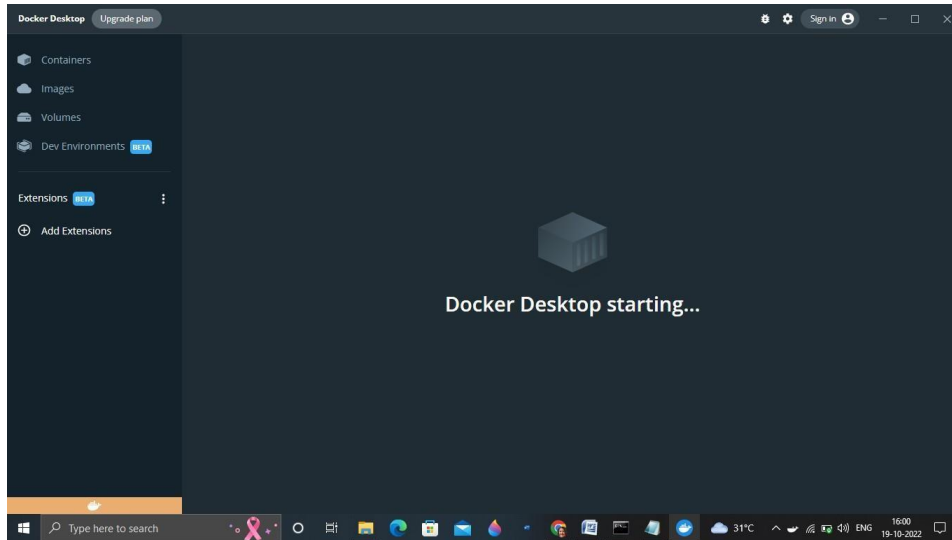 Docker Desktop Upgrade plan Sign in
Containers
Images
Volumes
Dev Environments BETA
Extensions BETA
Add Extensions
Docker Desktop starting...
Type here to search 31°C ENG 16:00
19-10-2022